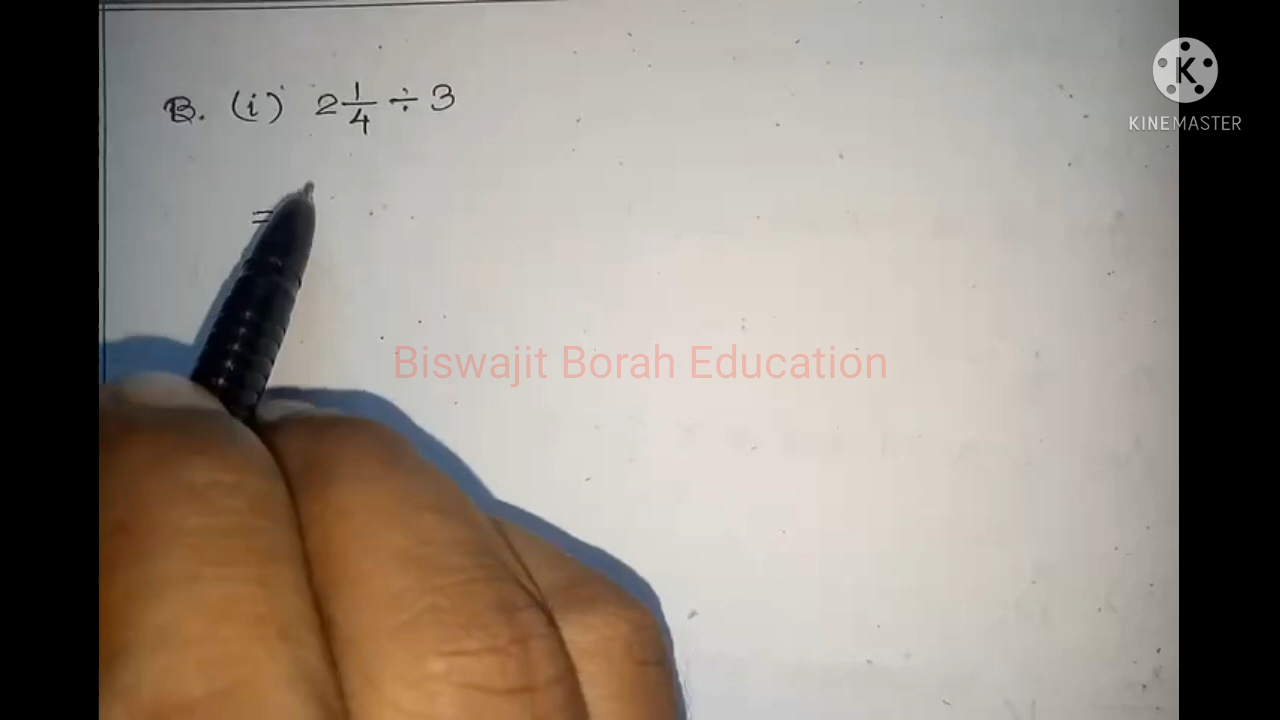 B. (i) 2 1/4 ÷ 3
=
K
KINEMASTER
Biswajit Borah Education